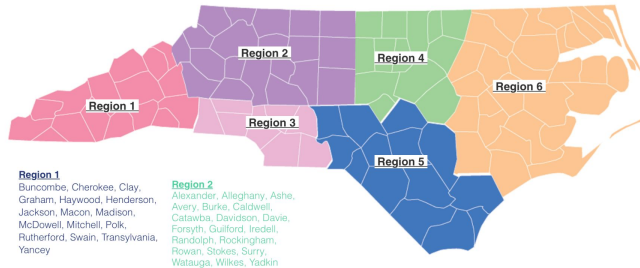 Region 2
Region 4
Region 6
Region 1
Region 3
Region 5
Region 1
Buncombe, Cherokee, Clay,
Graham, Haywood, Henderson,
Jackson, Macon, Madison,
McDowell, Mitchell, Polk,
Rutherford, Swain, Transylvania,
Yancey
Region 2
Alexander, Alleghany, Ashe,
Avery, Burke, Caldwell,
Catawba, Davidson, Davie,
Forsyth, Guilford, Iredell,
Randolph, Rockingham,
Rowan, Stokes, Surry,
Watauga, Wilkes, Yadkin